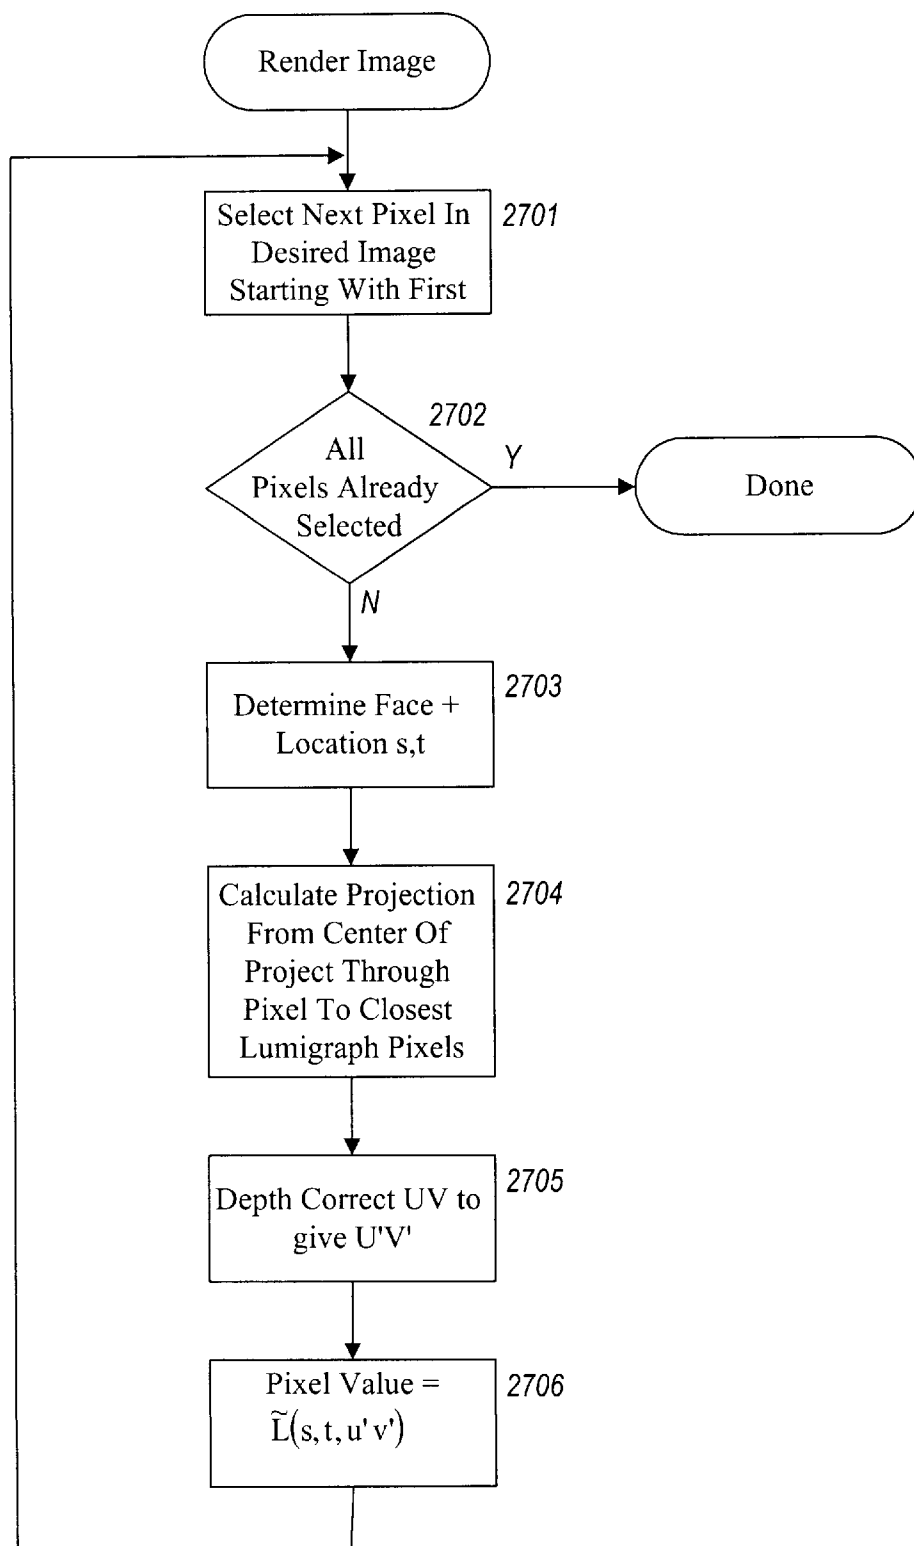 Render Image
Select Next Pixel In
Desired Image
Starting With First
2701
2702
All
Pixels Already
Selected
Y
Done
N
Determine Face +
Location s,t
2703
Calculate Projection
From Center Of
Project Through
Pixel To Closest
Lumigraph Pixels
2704
Depth Correct UV to
give U'V'
2705
Pixel Value =
L̃(s, t, u' v')
2706